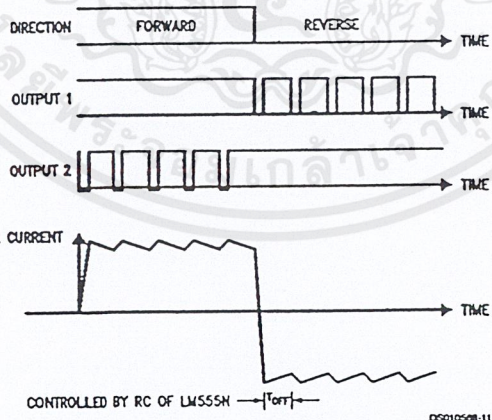 DIRECTION FORWARD REVERSE
TIME
OUTPUT 1
TIME
OUTPUT 2
TIME
CURRENT
TIME
CONTROLLED BY RC OF LM555N TOFF